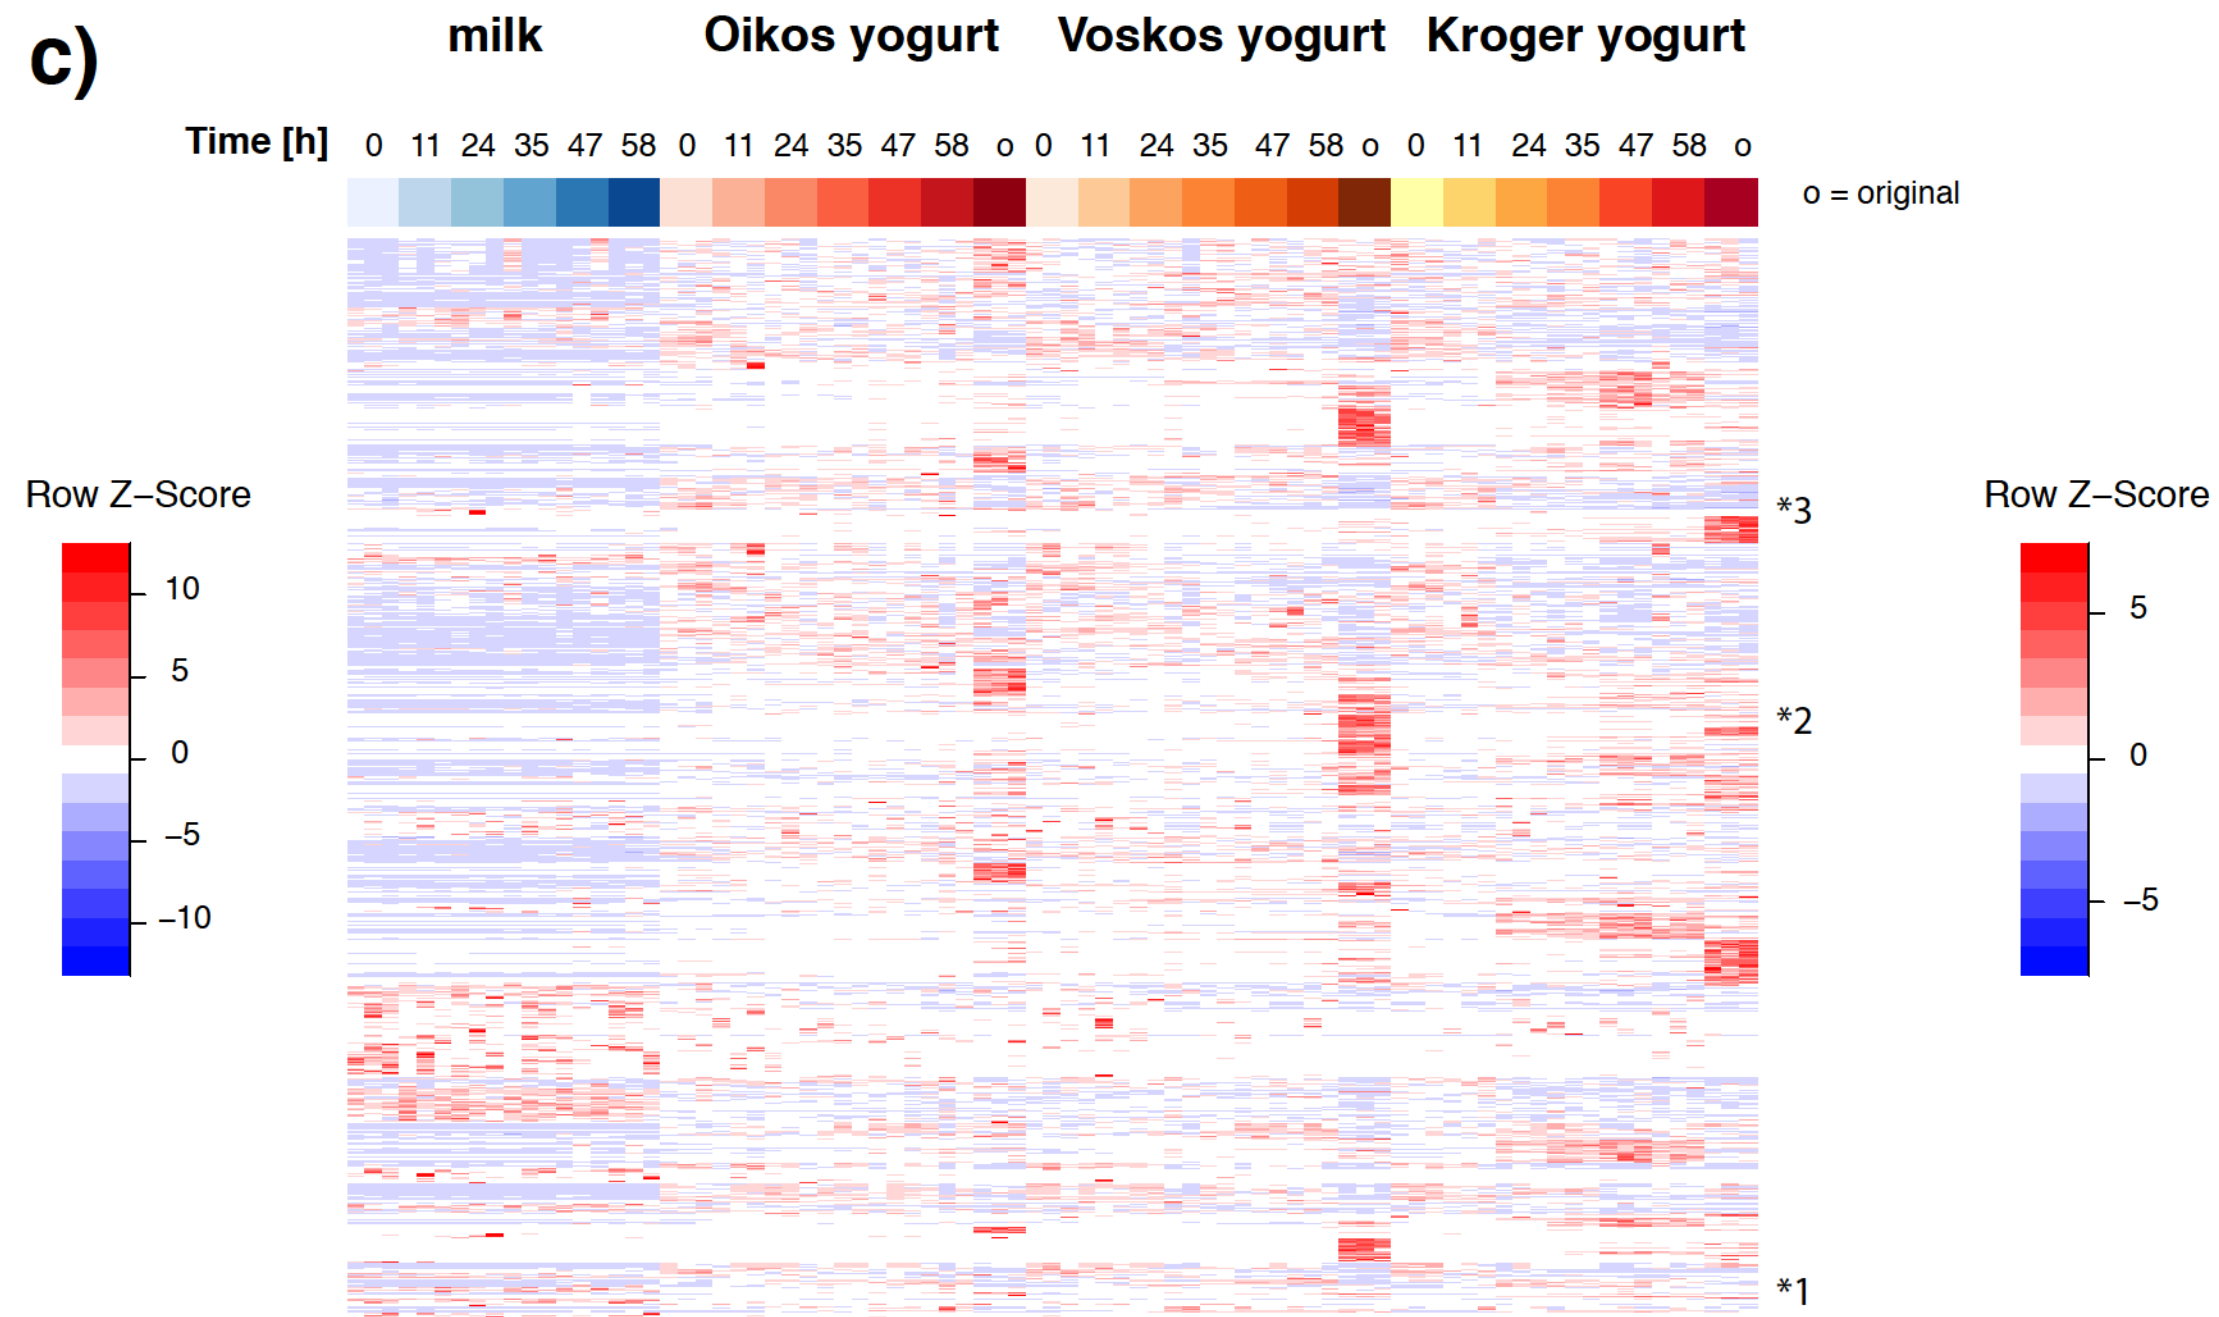 c)
milk Oikos yogurt Voskos yogurt Kroger yogurt
Time [h] 0 11 24 35 47 58 0 11 24 35 47 58 o 0 11 24 35 47 58 o 0 11 24 35 47 58 o
o = original
Row Z−Score
10
5
0
−5
−10
*3
*2
*1
Row Z−Score
5
0
−5